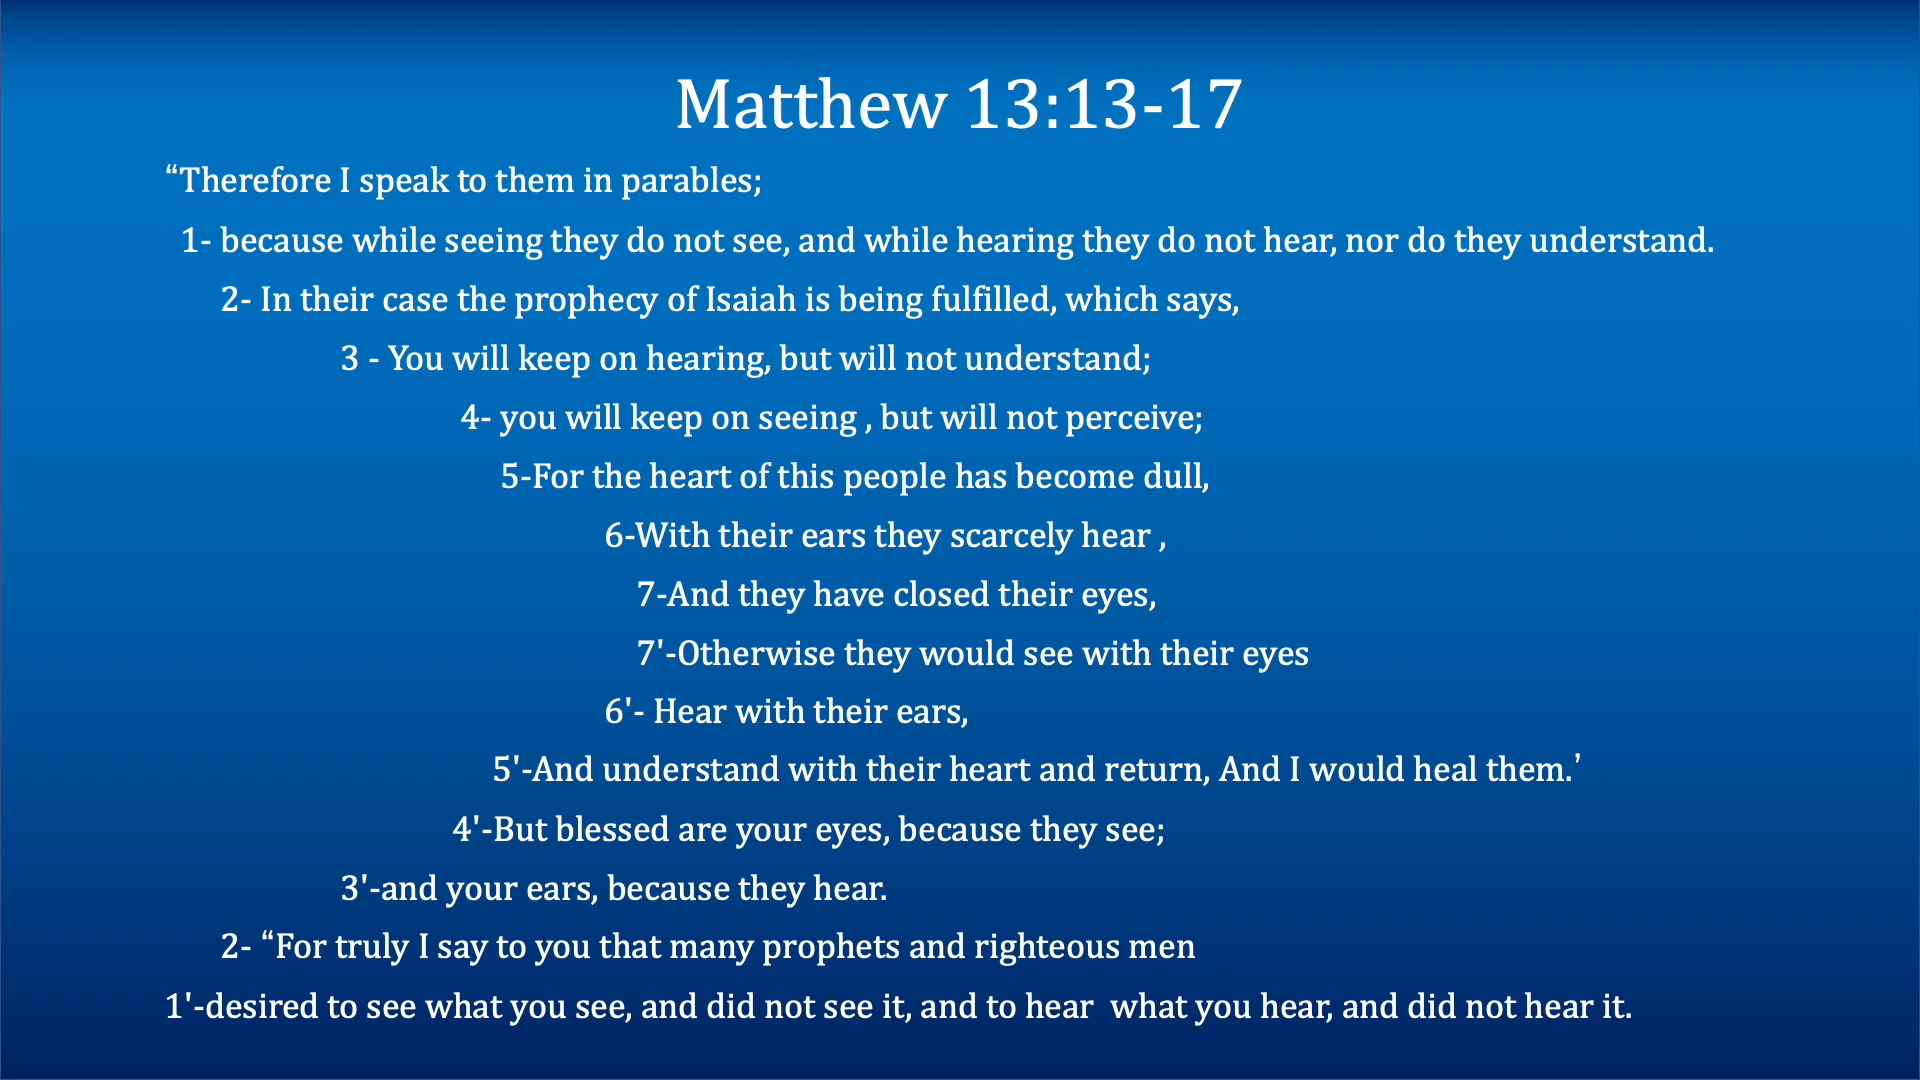 Matthew 13:13-17
“Therefore I speak to them in parables;
1- because while seeing they do not see, and while hearing they do not hear, nor do they understand.
2- In their case the prophecy of Isaiah is being fulfilled, which says,
3 - You will keep on hearing, but will not understand;
4- you will keep on seeing , but will not perceive;
5-For the heart of this people has become dull,
6-With their ears they scarcely hear ,
7-And they have closed their eyes,
7'-Otherwise they would see with their eyes
6'- Hear with their ears,
5'-And understand with their heart and return, And I would heal them.’
4'-But blessed are your eyes, because they see;
3'-and your ears, because they hear.
2- “For truly I say to you that many prophets and righteous men
1'-desired to see what you see, and did not see it, and to hear  what you hear, and did not hear it.